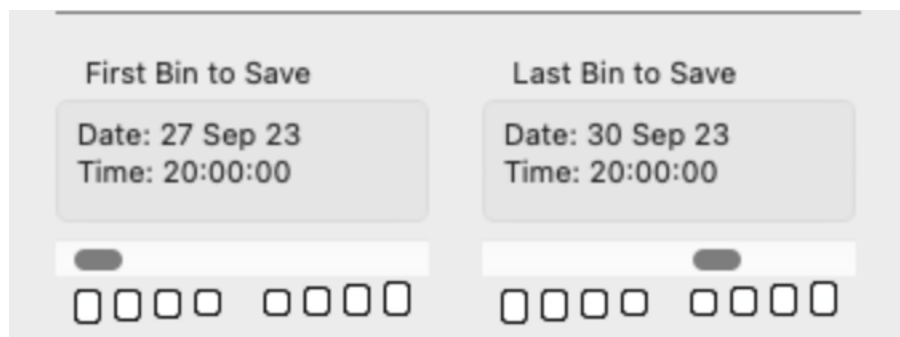 First Bin to Save
Date: 27 Sep 23
Time: 20:00:00
Last Bin to Save
Date: 30 Sep 23
Time: 20:00:00